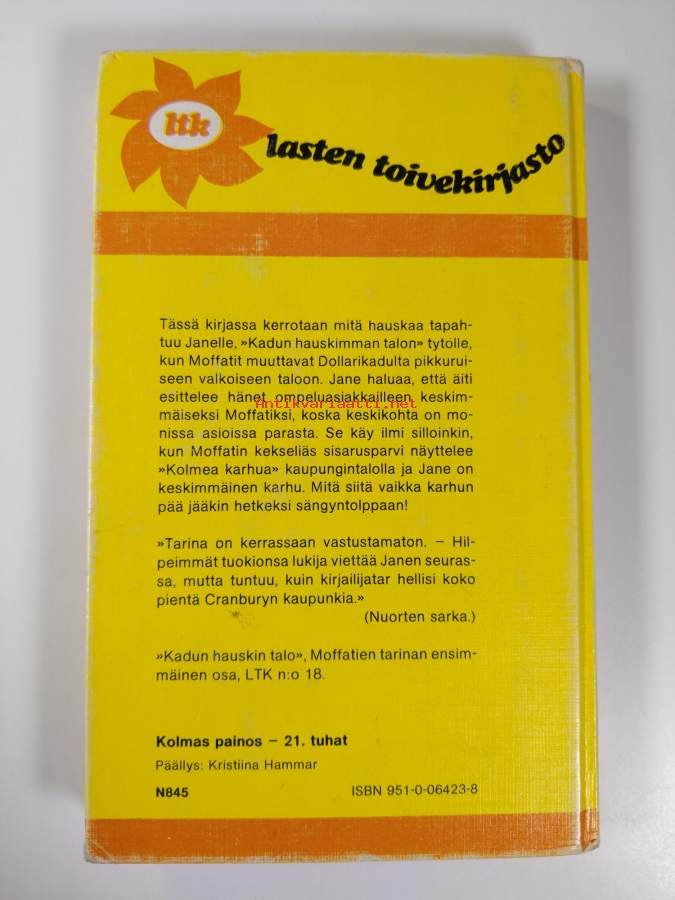 ltk
lasten toivekirjasto
Tässä kirjassa kerrotaan mitä hauskaa tapah-
tuu Janelle, »Kadun hauskimman talon» tytölle,
kun Moffatit muuttavat Dollarikadulta pikkurui-
seen valkoiseen taloon. Jane haluaa, että äiti
esittelee hänet ompeluasiakkailleen keskim-
Antikvariaatti.net
mäiseksi Moffatiksi, koska keskikohta on mo-
nissa asioissa parasta. Se käy ilmi silloinkin,
kun Moffatin kekseliäs sisarusparvi näyttelee
»Kolmea karhua» kaupungintalolla ja Jane on
keskimmäinen karhu. Mitä siitä vaikka karhun
pää jääkin hetkeksi sängyntolppaan!
»Tarina on kerrassaan vastustamaton. – Hil-
peimmät tuokionsa lukija viettää Janen seuras-
sa, mutta tuntuu, kuin kirjailijatar hellisi koko
pientä Cranburyn kaupunkia.»
(Nuorten sarka.)
»Kadun hauskin talo», Moffatien tarinan ensim-
mäinen osa, LTK n:o 18.
Kolmas painos – 21. tuhat
Päällys: Kristiina Hammar
N845 ISBN 951-0-06423-8